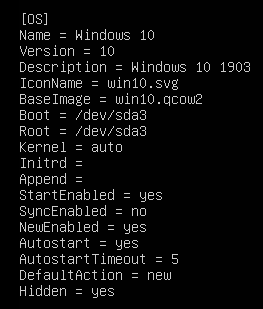 [OS]
Name = Windows 10
Version = 10
Description = Windows 10 1903
IconName = win10.svg
BaseImage = win10.qcow2
Boot = /dev/sda3
Root = /dev/sda3
Kernel = auto
Initrd =
Append =
StartEnabled = yes
SyncEnabled = no
NewEnabled = yes
Autostart = yes
AutostartTimeout = 5
DefaultAction = new
Hidden = yes